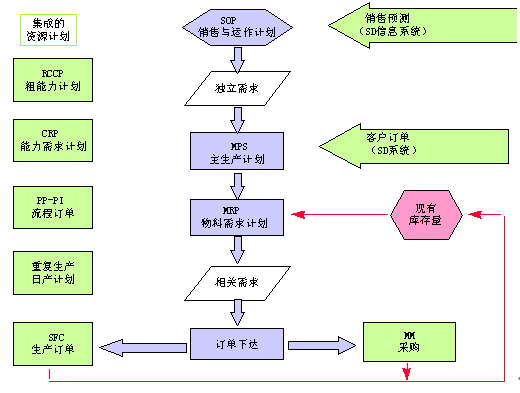 集成的
资源计划
SOP
销售与运作计划
销售预测
(SD信息系统)
RCCP
粗能力计划
独立需求
CRP
能力需求计划
MPS
主生产计划
客户订单
(SD系统)
PP-PI
流程订单
MRP
物料需求计划
现有
库存量
重复生产
日产计划
相关需求
SFC
生产订单
订单下达
MM
采购